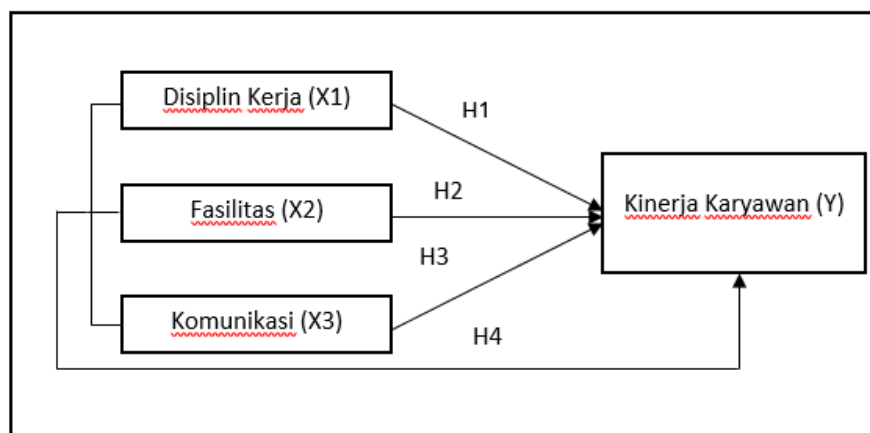 Disiplin Kerja (X1)
H1
Fasilitas (X2)
H2
Kinerja Karyawan (Y)
H3
Komunikasi (X3)
H4